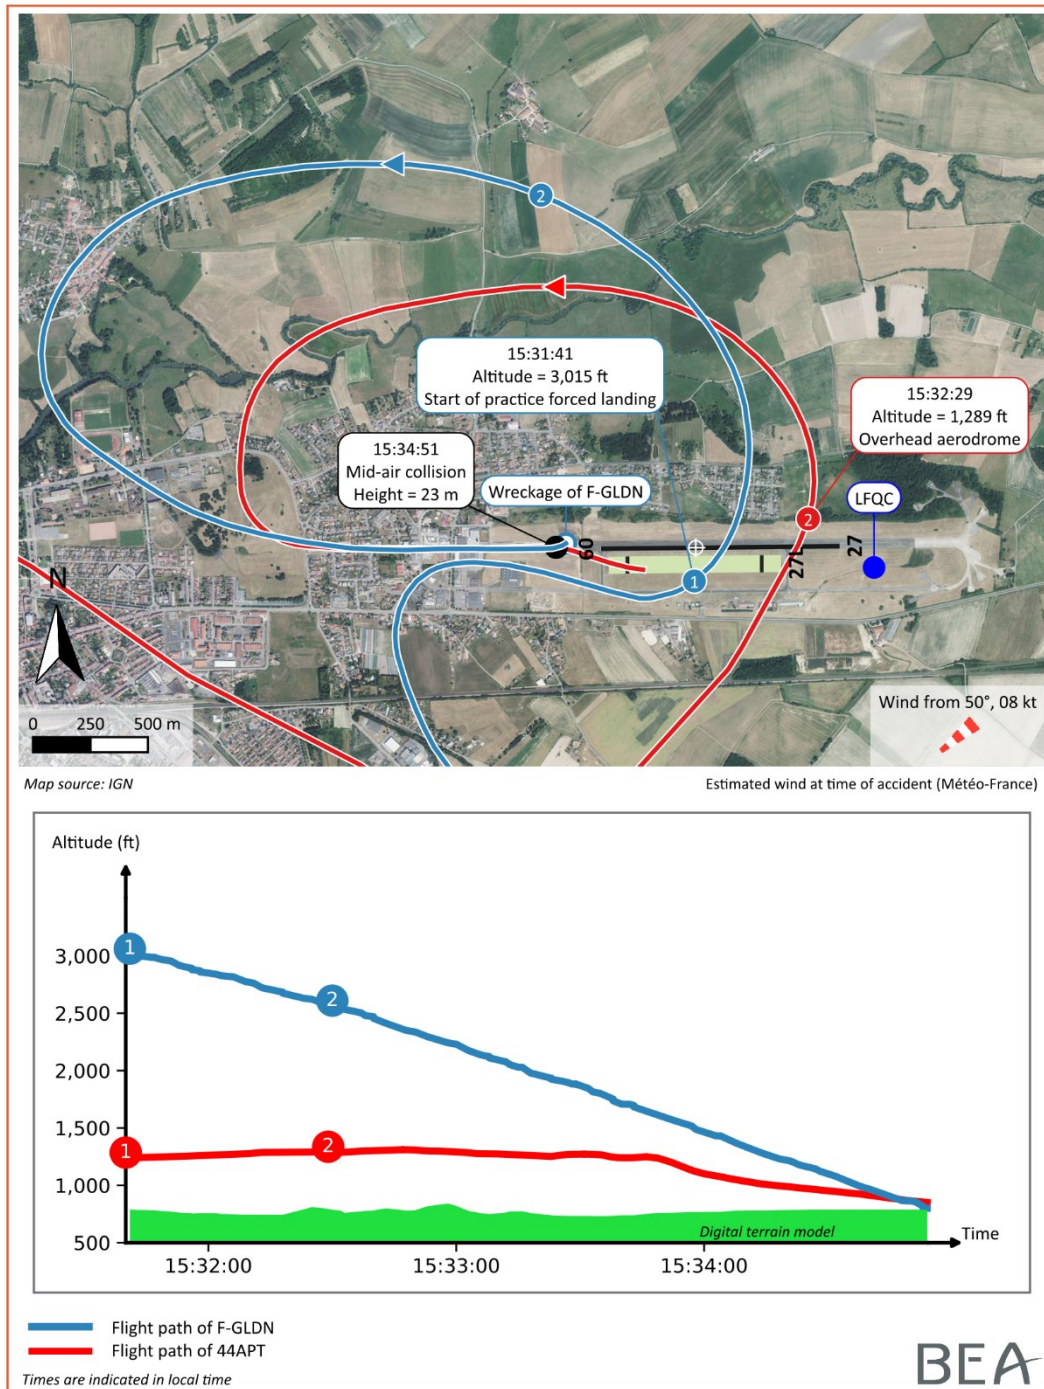 2
15:31:41
Altitude = 3,015 ft
Start of practice forced landing
15:32:29
Altitude = 1,289 ft
Overhead aerodrome
15:34:51
Mid-air collision
Height = 23 m
Wreckage of F-GLDN
2
LFQC
09
27L
27
1
N
0 250 500 m
Wind from 50°, 08 kt
Map source: IGN
Estimated wind at time of accident (Météo-France)
Altitude (ft)
3,000
2,500
2,000
1,500
1,000
500
1
2
1
2
Digital terrain model
Time
15:32:00 15:33:00 15:34:00
Flight path of F-GLDN
Flight path of 44APT
Times are indicated in local time
BEA